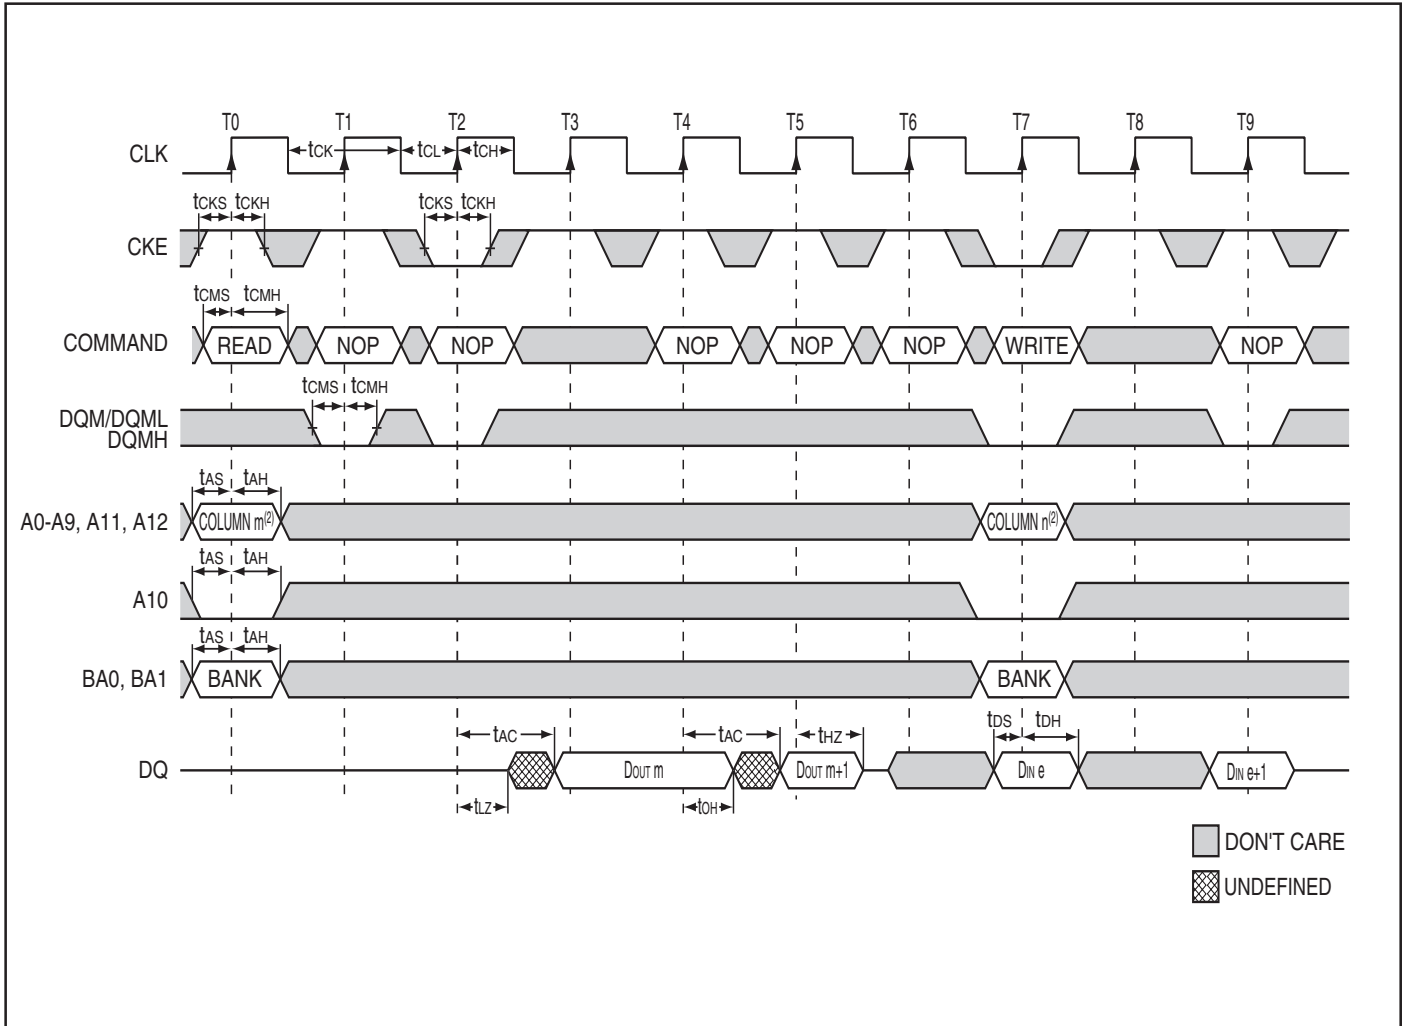 T0 T1 T2 T3 T4 T5 T6 T7 T8 T9
CLK tCK tCL tCH
tCKS tCKH tCKS tCKH
CKE
tCMS tCMH
COMMAND READ NOP NOP NOP NOP NOP WRITE NOP
tCMS tCMH
DQM/DQML
DQMH
tAS tAH
A0-A9, A11, A12 COLUMN m(2) COLUMN n(2)
tAS tAH
A10
tAS tAH
BA0, BA1 BANK BANK
tAC tAC tHZ tDS tDH
DQ DOUT m DOUT m+1 DIN e DIN e+1
tLZ tOH
DON'T CARE
UNDEFINED